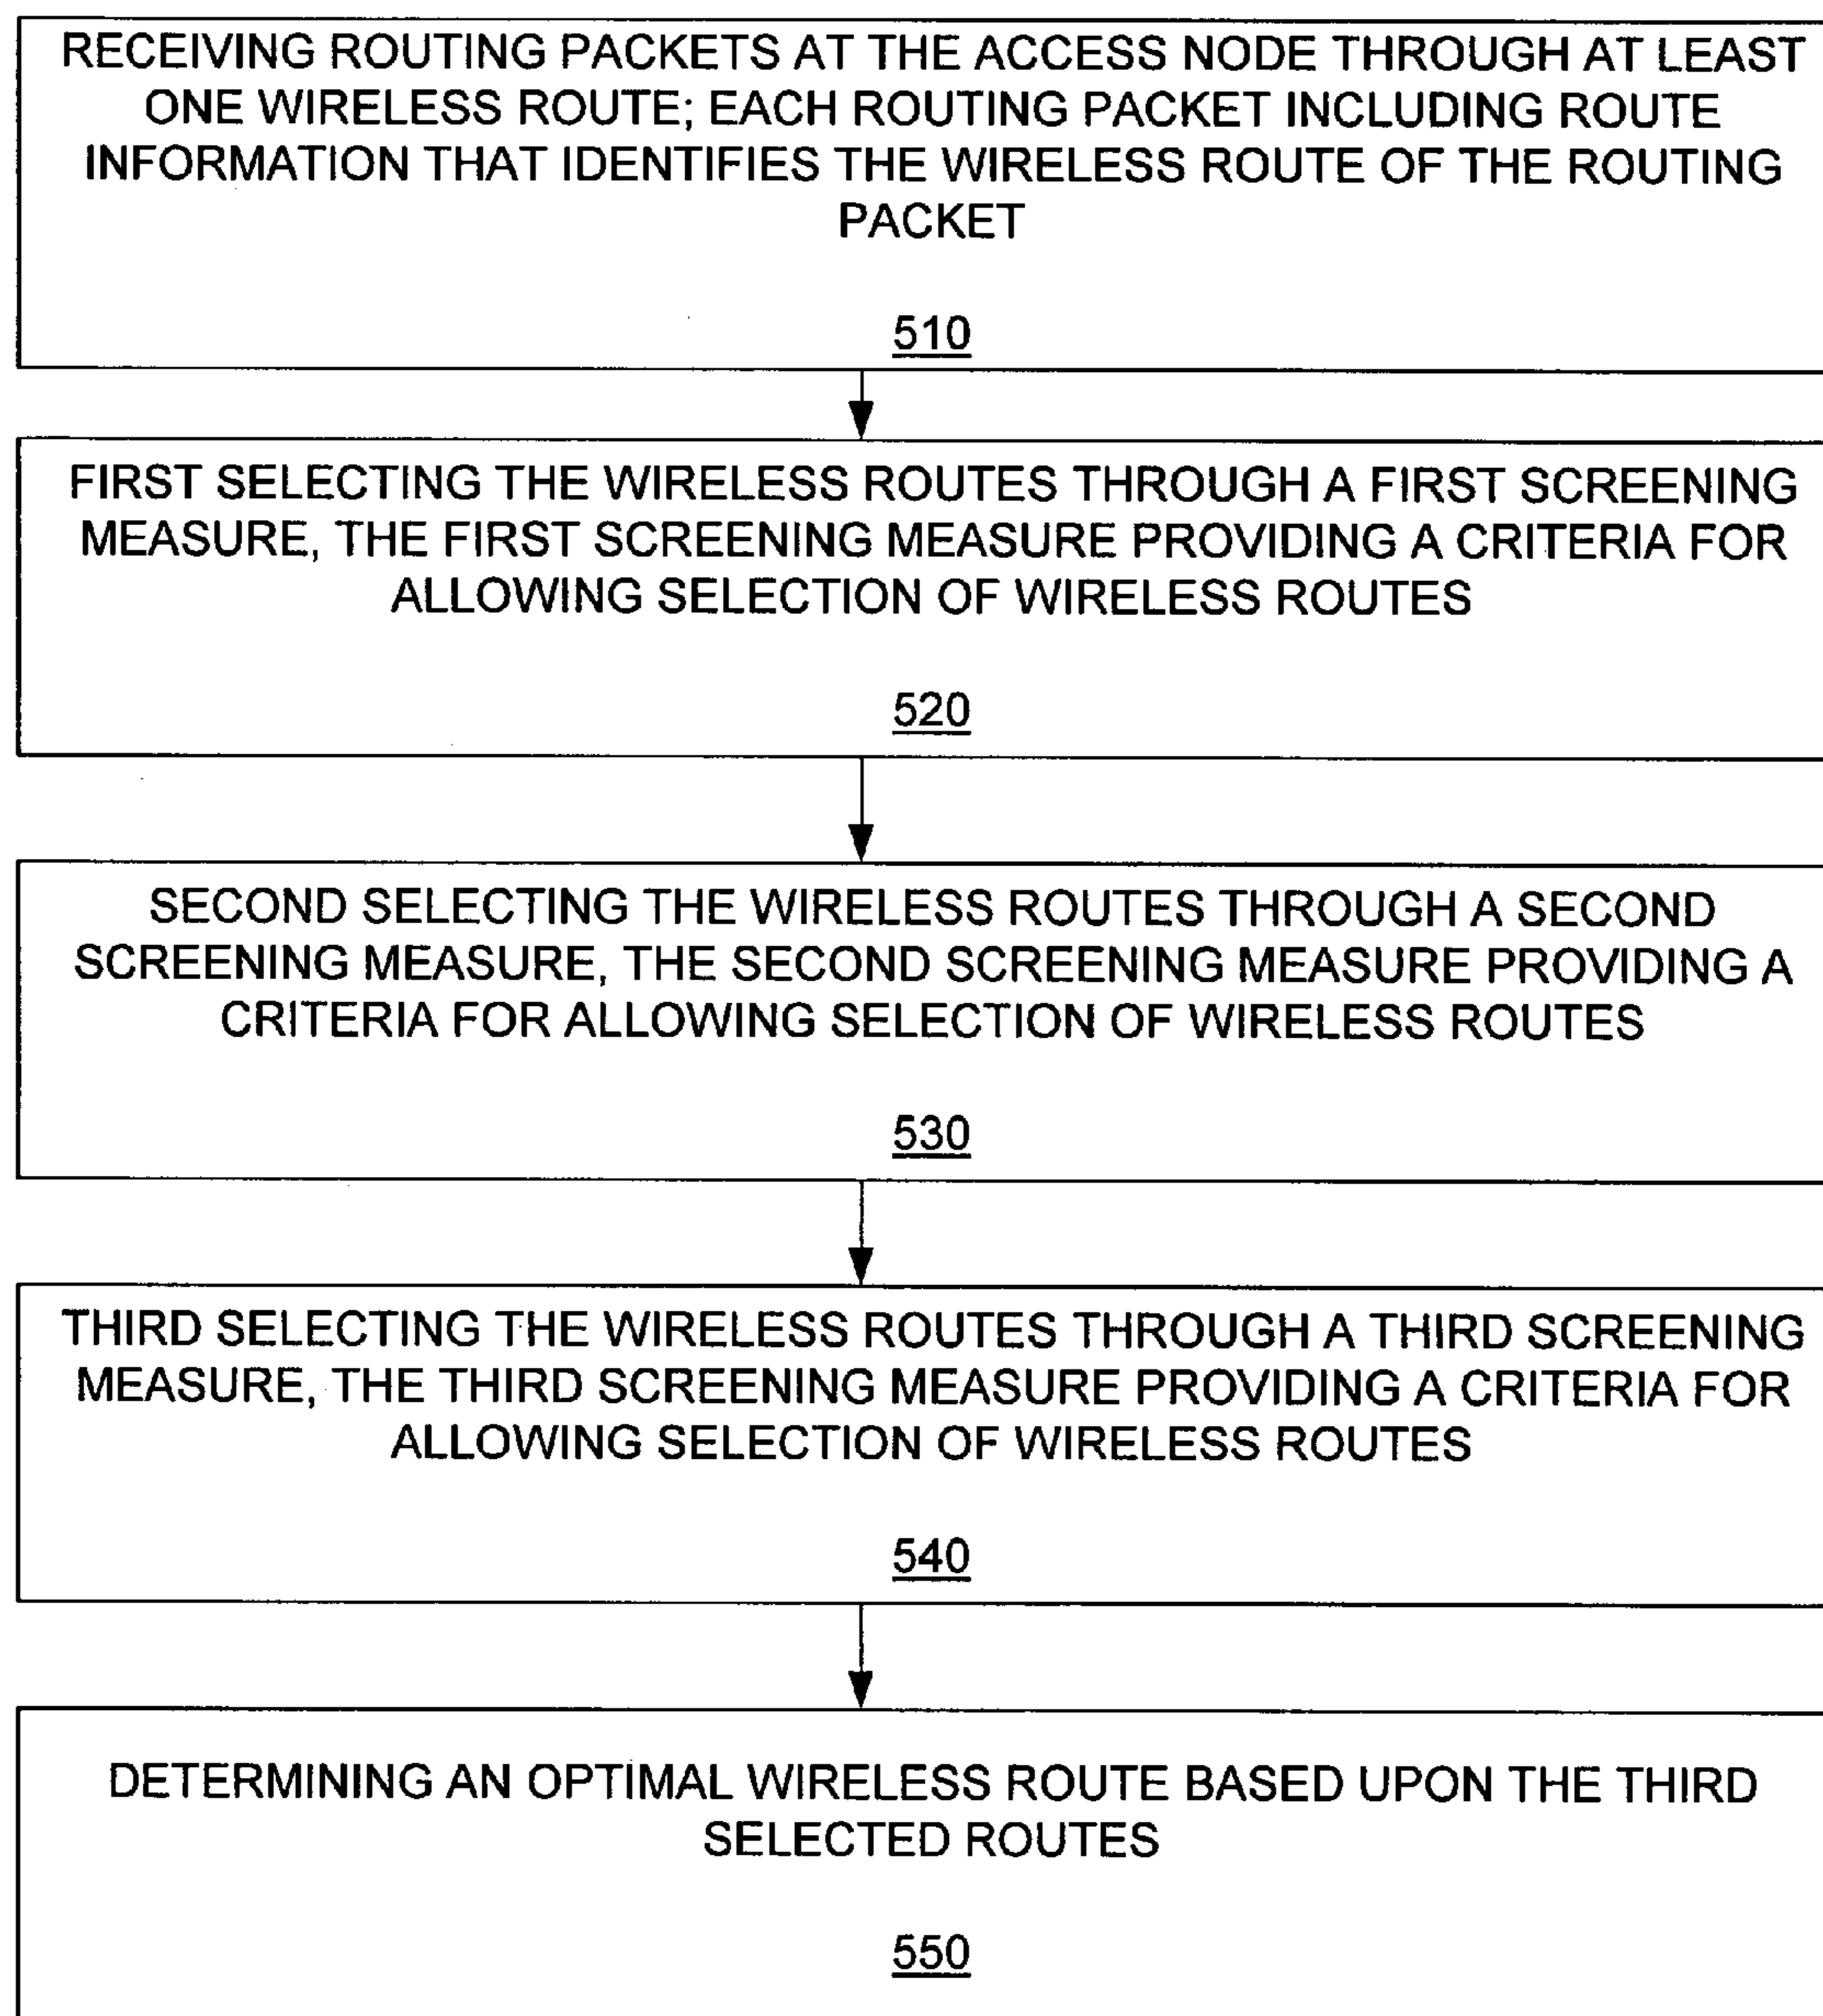 RECEIVING ROUTING PACKETS AT THE ACCESS NODE THROUGH AT LEAST
ONE WIRELESS ROUTE; EACH ROUTING PACKET INCLUDING ROUTE
INFORMATION THAT IDENTIFIES THE WIRELESS ROUTE OF THE ROUTING
PACKET
510
FIRST SELECTING THE WIRELESS ROUTES THROUGH A FIRST SCREENING
MEASURE, THE FIRST SCREENING MEASURE PROVIDING A CRITERIA FOR
ALLOWING SELECTION OF WIRELESS ROUTES
520
SECOND SELECTING THE WIRELESS ROUTES THROUGH A SECOND
SCREENING MEASURE, THE SECOND SCREENING MEASURE PROVIDING A
CRITERIA FOR ALLOWING SELECTION OF WIRELESS ROUTES
530
THIRD SELECTING THE WIRELESS ROUTES THROUGH A THIRD SCREENING
MEASURE, THE THIRD SCREENING MEASURE PROVIDING A CRITERIA FOR
ALLOWING SELECTION OF WIRELESS ROUTES
540
DETERMINING AN OPTIMAL WIRELESS ROUTE BASED UPON THE THIRD
SELECTED ROUTES
550